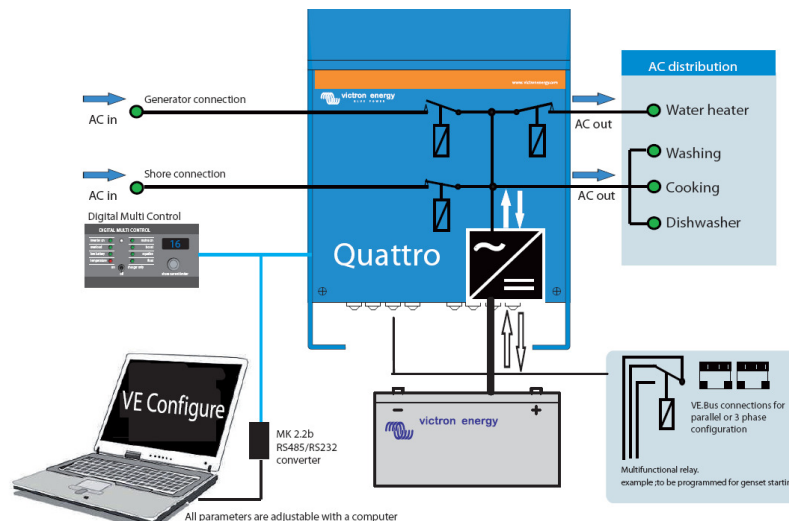 victron energy
BLUE POWER
www.victronenergy.com
AC distribution
Generator connection
AC in
AC out
Water heater
Washing
Shore connection
AC in
AC out
Cooking
Dishwasher
Digital Multi Control
DIGITAL MULTI CONTROL
16
Quattro
VE Configure
MK 2.2b
RS485/RS232
converter
victron energy
VE.Bus connections for
parallel or 3 phase
configuration
Multifunctional relay.
example ;to be programmed for genset startin
All parameters are adjustable with a computer